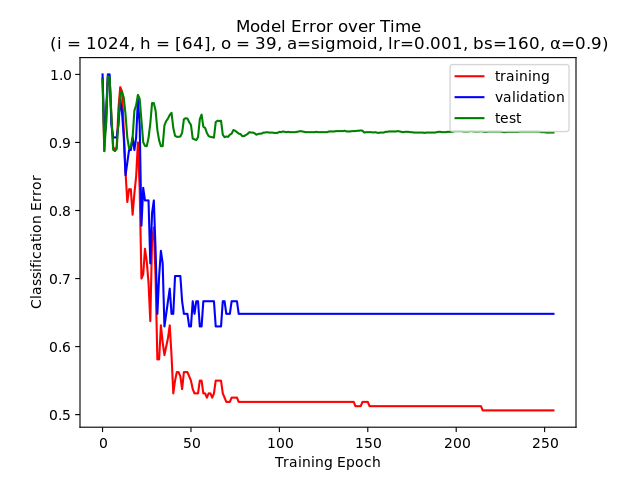 Model Error over Time
(i = 1024, h = [64], o = 39, a=sigmoid, lr=0.001, bs=160, α=0.9)
training
validation
test
Classification Error
1.0
0.9
0.8
0.7
0.6
0.5
0
50
100
150
200
250
Training Epoch